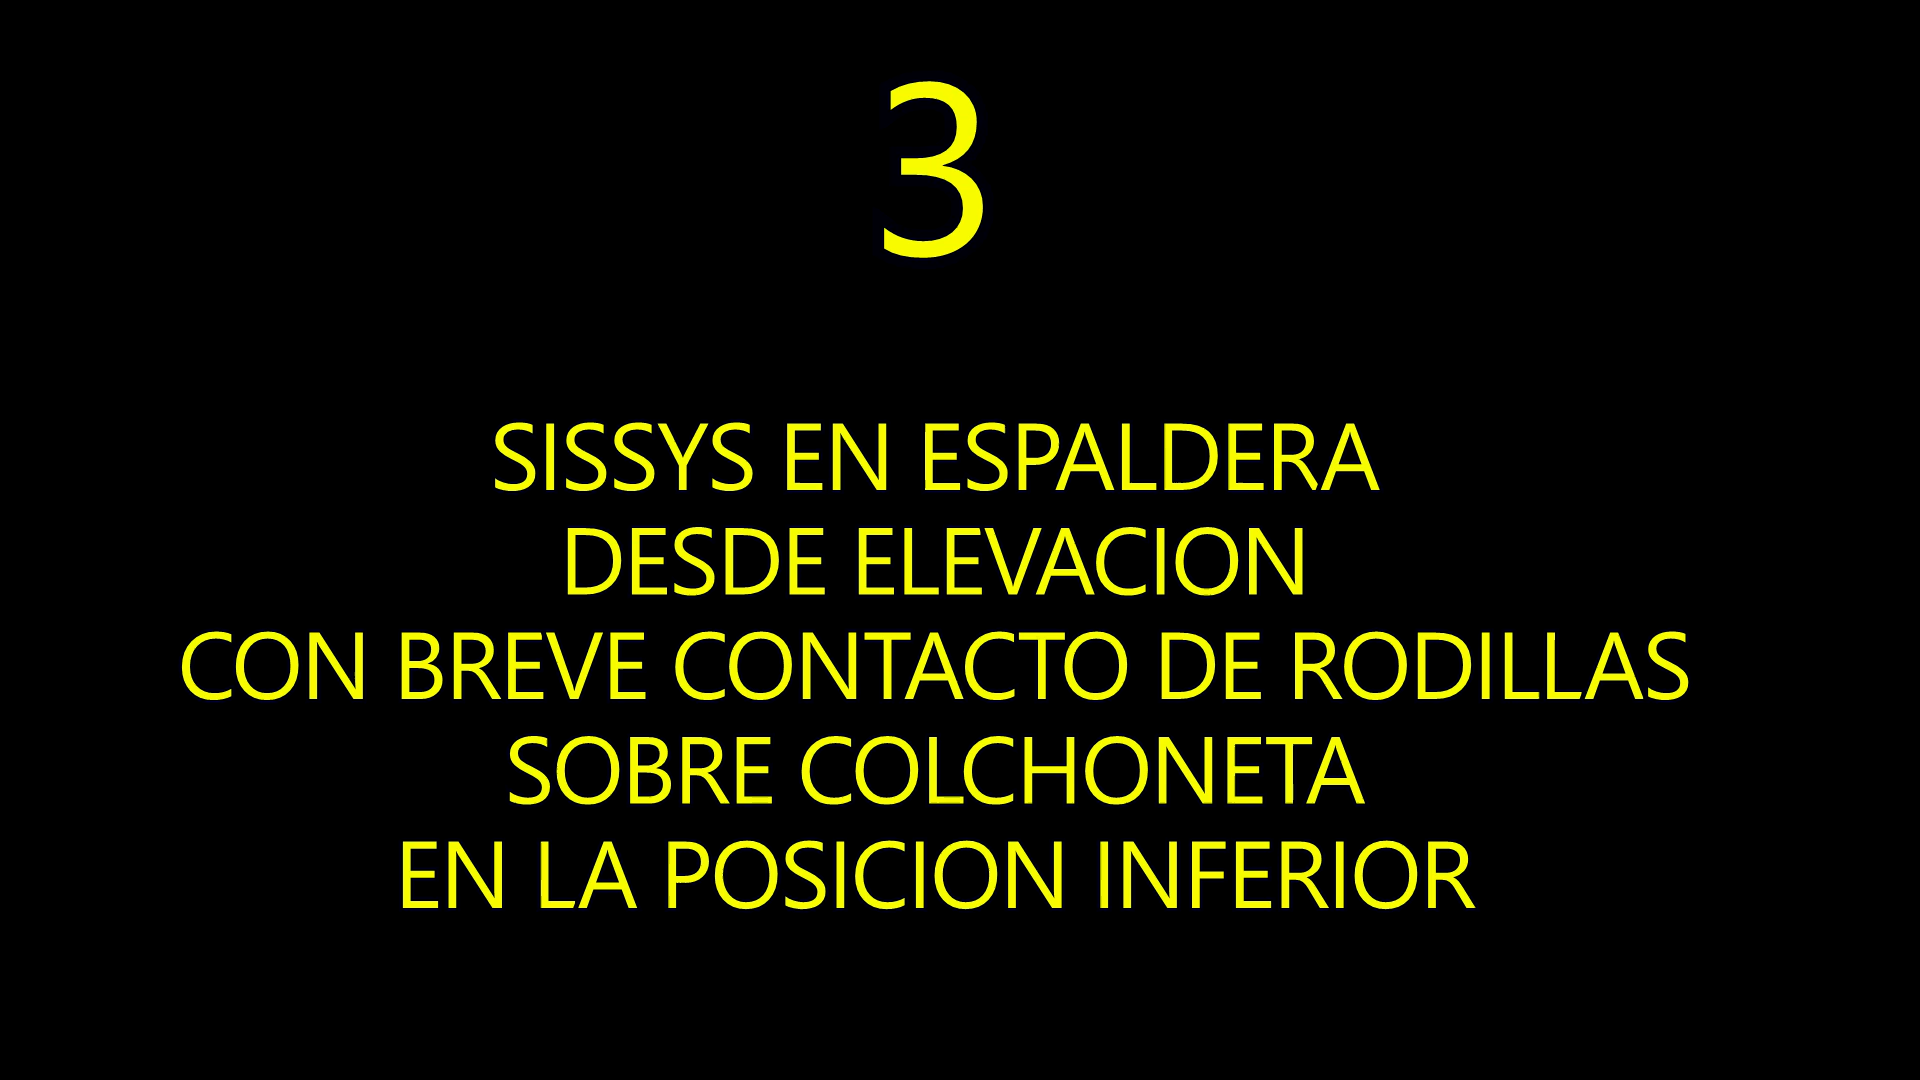 3
SISSYS EN ESPALDERA
DESDE ELEVACION
CON BREVE CONTACTO DE RODILLAS
SOBRE COLCHONETA
EN LA POSICION INFERIOR